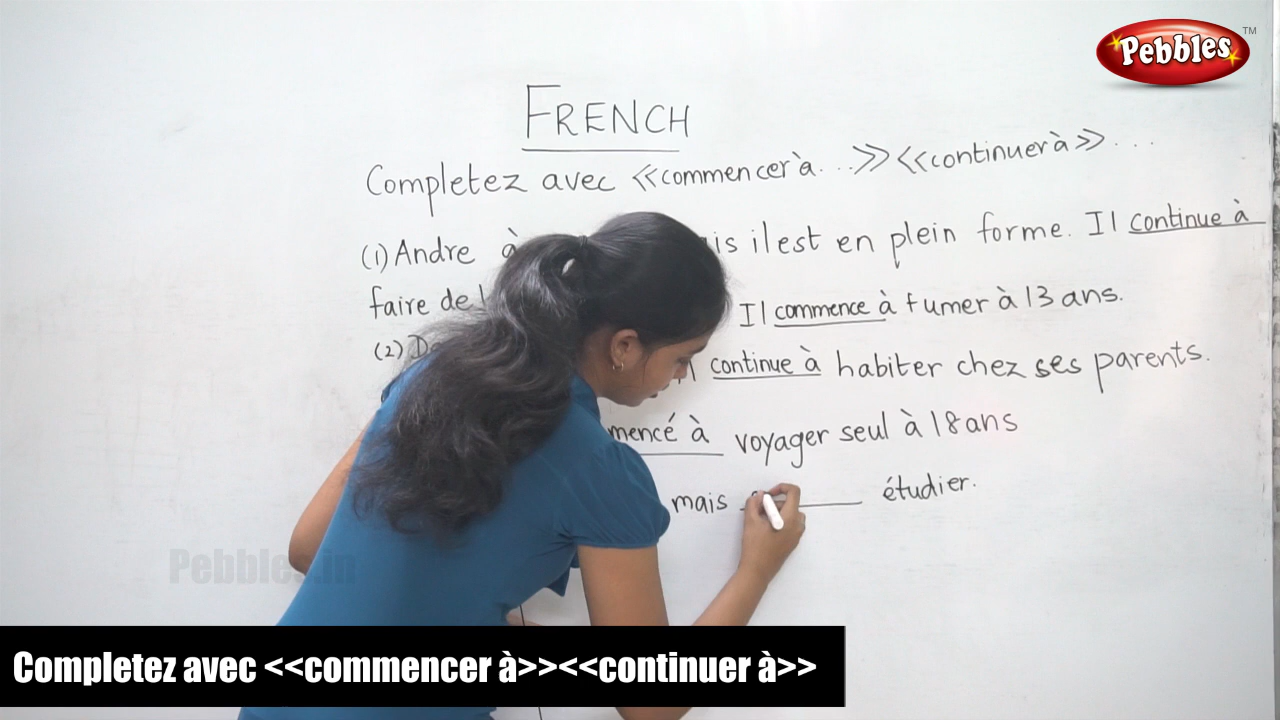 Pebbles TM
FRENCH
Completez avec <<commencer à...>> <<continuer à>>...
(1) Andre à is il est en plein forme. Il continue à
faire de l Il commence à fumer à 13 ans.
(2) continue à habiter chez ses parents.
mencé à voyager seul à 18 ans
mais étudier.
Pebbles.in
Completez avec <<commencer à>><<continuer à>>